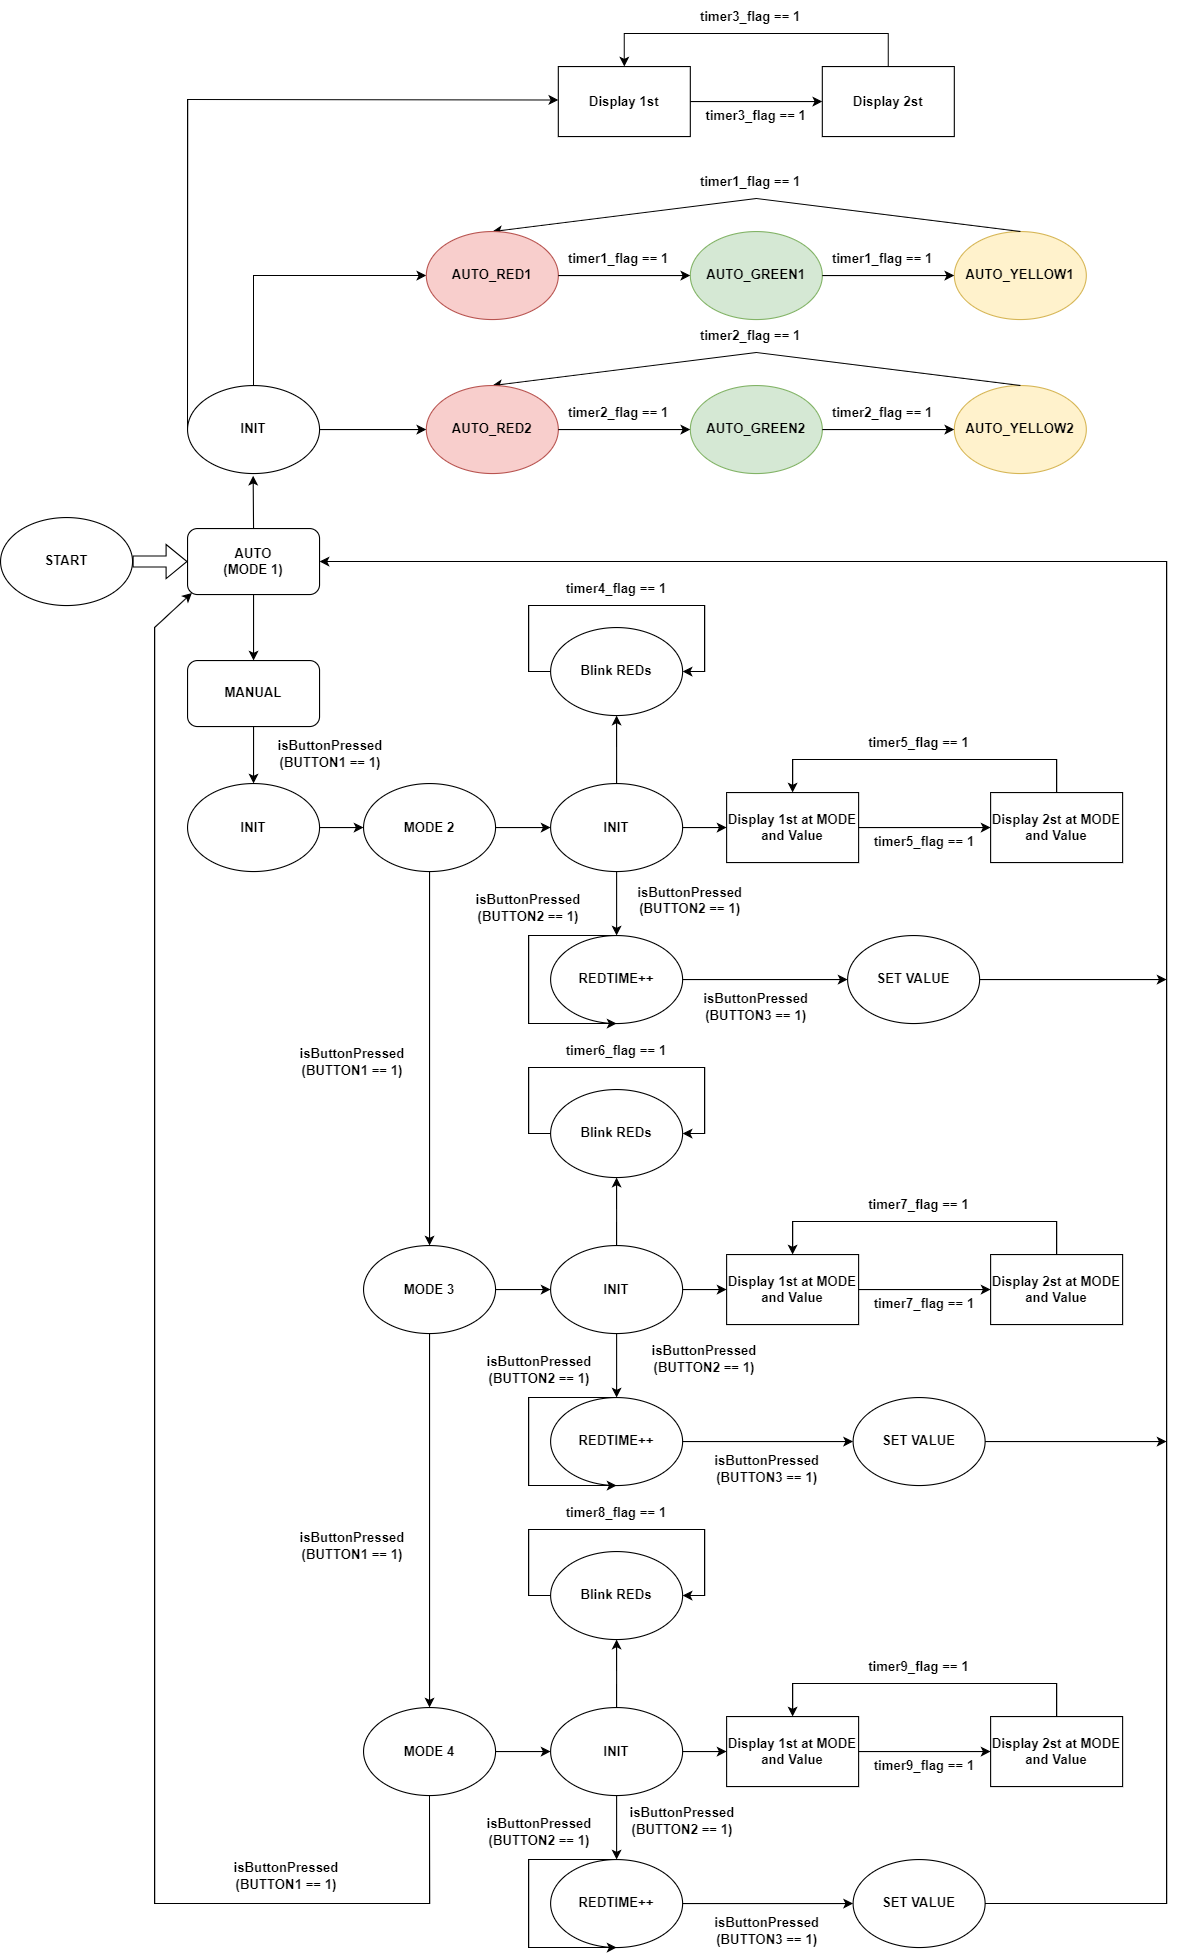 timer3_flag == 1
Display 1st
Display 2st
timer3_flag == 1
timer1_flag == 1
timer1_flag == 1
timer1_flag == 1
AUTO_RED1
AUTO_GREEN1
AUTO_YELLOW1
timer2_flag == 1
timer2_flag == 1
timer2_flag == 1
INIT
AUTO_RED2
AUTO_GREEN2
AUTO_YELLOW2
START
AUTO
(MODE 1)
timer4_flag == 1
Blink REDs
MANUAL
isButtonPressed
(BUTTON1 == 1)
timer5_flag == 1
INIT
MODE 2
INIT
Display 1st at MODE
and Value
timer5_flag == 1
Display 2st at MODE
and Value
isButtonPressed
(BUTTON2 == 1)
isButtonPressed
(BUTTON2 == 1)
REDTIME++
isButtonPressed
(BUTTON3 == 1)
SET VALUE
isButtonPressed
(BUTTON1 == 1)
timer6_flag == 1
Blink REDs
timer7_flag == 1
MODE 3
INIT
Display 1st at MODE
and Value
timer7_flag == 1
Display 2st at MODE
and Value
isButtonPressed
(BUTTON2 == 1)
isButtonPressed
(BUTTON2 == 1)
REDTIME++
isButtonPressed
(BUTTON3 == 1)
SET VALUE
isButtonPressed
(BUTTON1 == 1)
timer8_flag == 1
Blink REDs
timer9_flag == 1
MODE 4
INIT
Display 1st at MODE
and Value
timer9_flag == 1
Display 2st at MODE
and Value
isButtonPressed
(BUTTON2 == 1)
isButtonPressed
(BUTTON2 == 1)
isButtonPressed
(BUTTON1 == 1)
REDTIME++
isButtonPressed
(BUTTON3 == 1)
SET VALUE